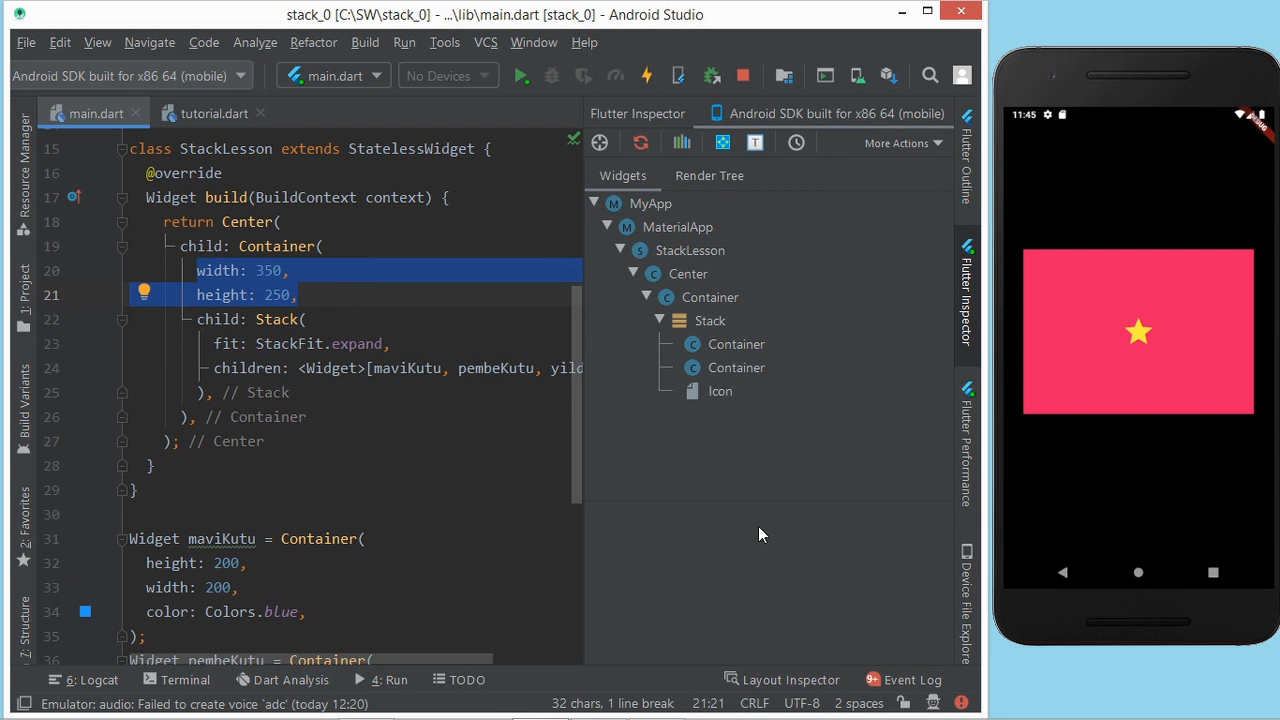 stack_0 [C:\SW\stack_0] - ...\lib\main.dart [stack_0] - Android Studio
File Edit View Navigate Code Analyze Refactor Build Run Tools VCS Window Help
Android SDK built for x86 64 (mobile) main.dart No Devices
main.dart tutorial.dart
Flutter Inspector Android SDK built for x86 64 (mobile)
More Actions
Widgets Render Tree
MyApp
MaterialApp
StackLesson
Center
Container
Stack
Container
Container
Icon
15 class StackLesson extends StatelessWidget {
16 @override
17 Widget build(BuildContext context) {
18 return Center(
19 child: Container(
20 width: 350,
21 height: 250,
22 child: Stack(
23 fit: StackFit.expand,
24 children: <Widget>[maviKutu, pembeKutu, yild
25 ), // Stack
26 ), // Container
27 ); // Center
28 }
29 }
30
31 Widget maviKutu = Container(
32 height: 200,
33 width: 200,
34 color: Colors.blue,
35 );
36 Widget pembeKutu = Container(
Resource Manager
1: Project
Build Variants
2: Favorites
7: Structure
Flutter Outline
Flutter Inspector
Flutter Performance
Device File Explore
6: Logcat Terminal Dart Analysis 4: Run TODO Layout Inspector 9+ Event Log
Emulator: audio: Failed to create voice `adc' (today 12:20) 32 chars, 1 line break 21:21 CRLF UTF-8 2 spaces
11:45
DEBUG